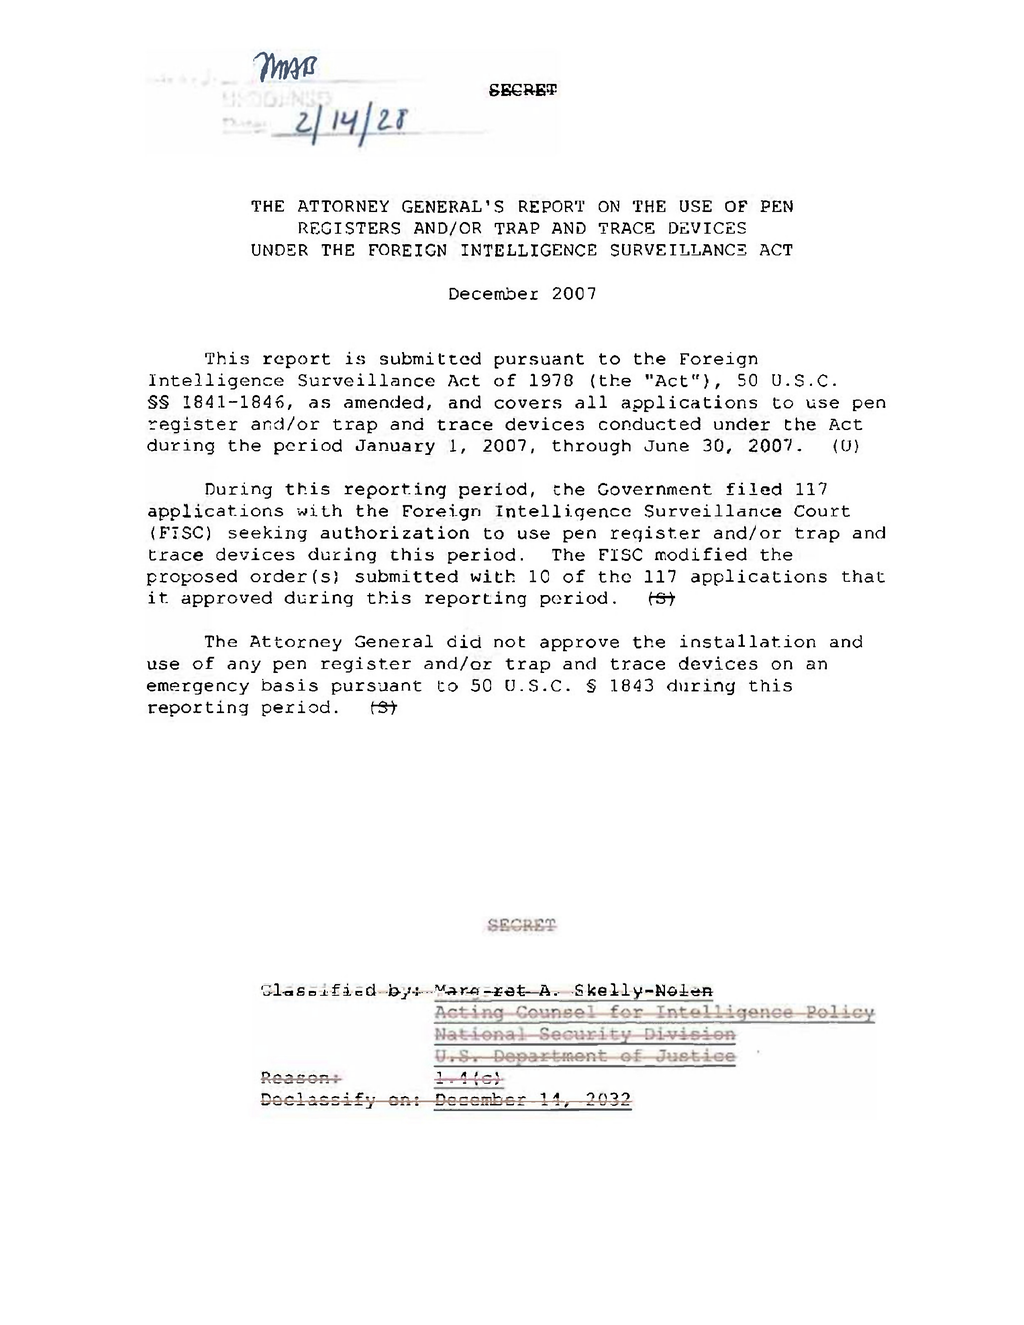 MAB
SECRET
2/14/28
THE ATTORNEY GENERAL'S REPORT ON THE USE OF PEN
REGISTERS AND/OR TRAP AND TRACE DEVICES
UNDER THE FOREIGN INTELLIGENCE SURVEILLANCE ACT
December 2007
This report is submitted pursuant to the Foreign
Intelligence Surveillance Act of 1978 (the "Act"), 50 U.S.C.
§§ 1841-1846, as amended, and covers all applications to use pen
register and/or trap and trace devices conducted under the Act
during the period January 1, 2007, through June 30, 2007. (U)
During this reporting period, the Government filed 117
applications with the Foreign Intelligence Surveillance Court
(FISC) seeking authorization to use pen register and/or trap and
trace devices during this period. The FISC modified the
proposed order(s) submitted with 10 of the 117 applications that
it approved during this reporting period. (S)
The Attorney General did not approve the installation and
use of any pen register and/or trap and trace devices on an
emergency basis pursuant to 50 U.S.C. § 1843 during this
reporting period. (S)
SECRET
Classified by: Margaret A. Skelly-Nolen
Acting Counsel for Intelligence Policy
National Security Division
U.S. Department of Justice
Reason: 1.4(c)
Declassify on: December 14, 2032